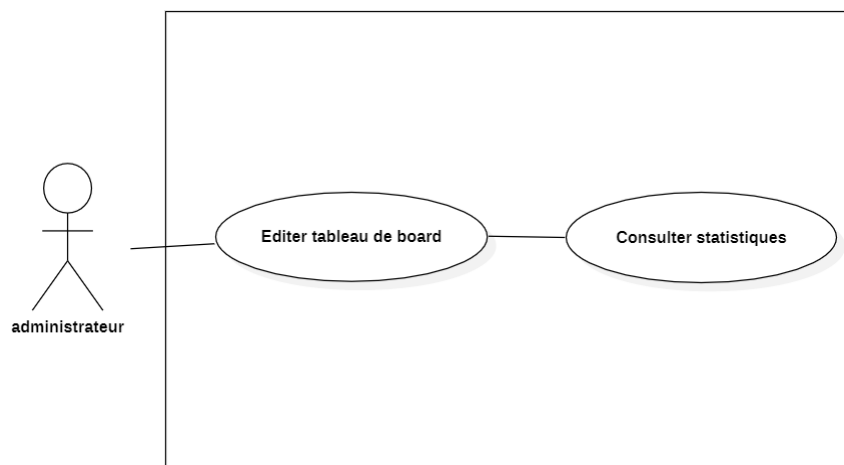 Editer tableau de board
Consulter statistiques
administrateur